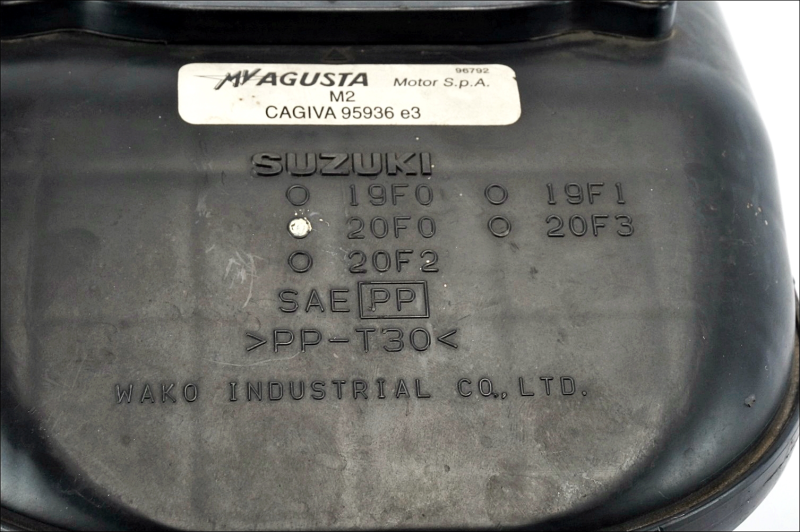 96792
MV AGUSTA Motor S.p.A.
M2
CAGIVA 95936 e3
SUZUKI
19F0 19F1
20F0 20F3
20F2
SAE PP
>PP-T30<
WAKO INDUSTRIAL CO., LTD.